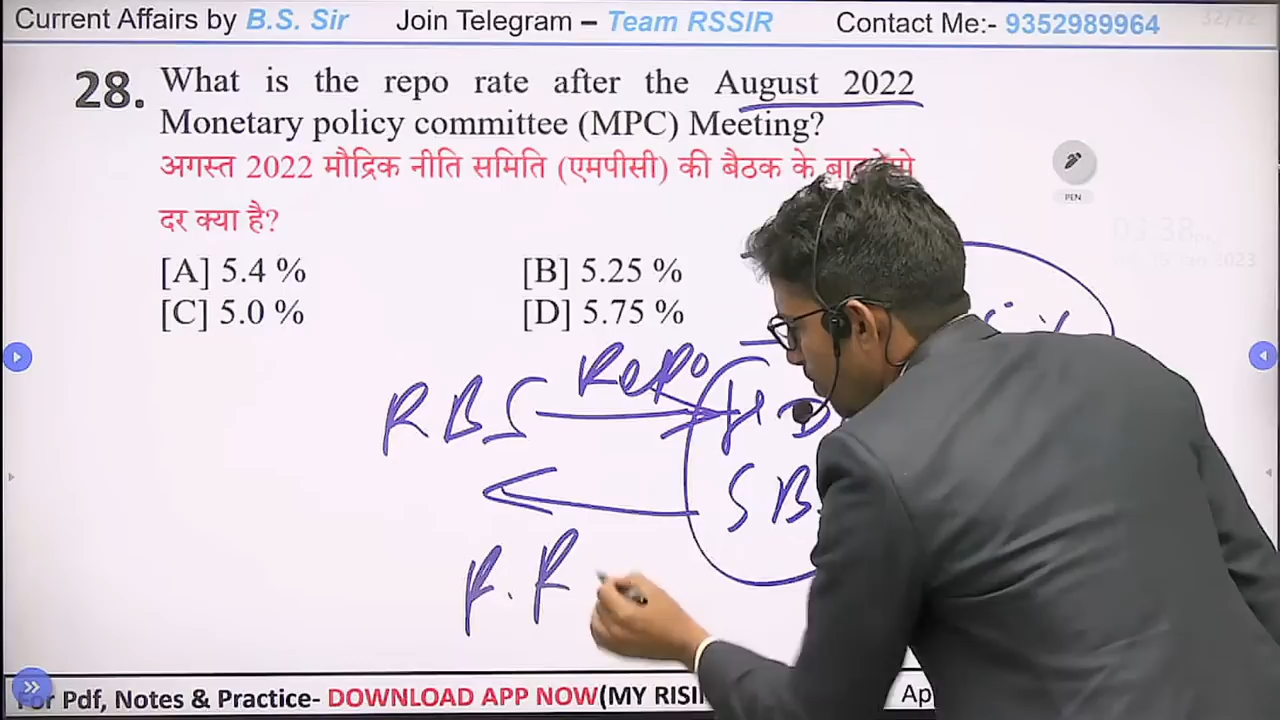 Current Affairs by B.S. Sir Join Telegram – Team RSSIR Contact Me:- 9352989964 32/72
28. What is the repo rate after the August 2022
Monetary policy committee (MPC) Meeting?
अगस्त 2022 मौद्रिक नीति समिति (एमपीसी) की बैठक के
दर क्या है?
PEN
[A] 5.4 % [B] 5.25 %
[C] 5.0 % [D] 5.75 %
Repo
RBI
SB
R.R
For Pdf, Notes & Practice- DOWNLOAD APP NOW(MY